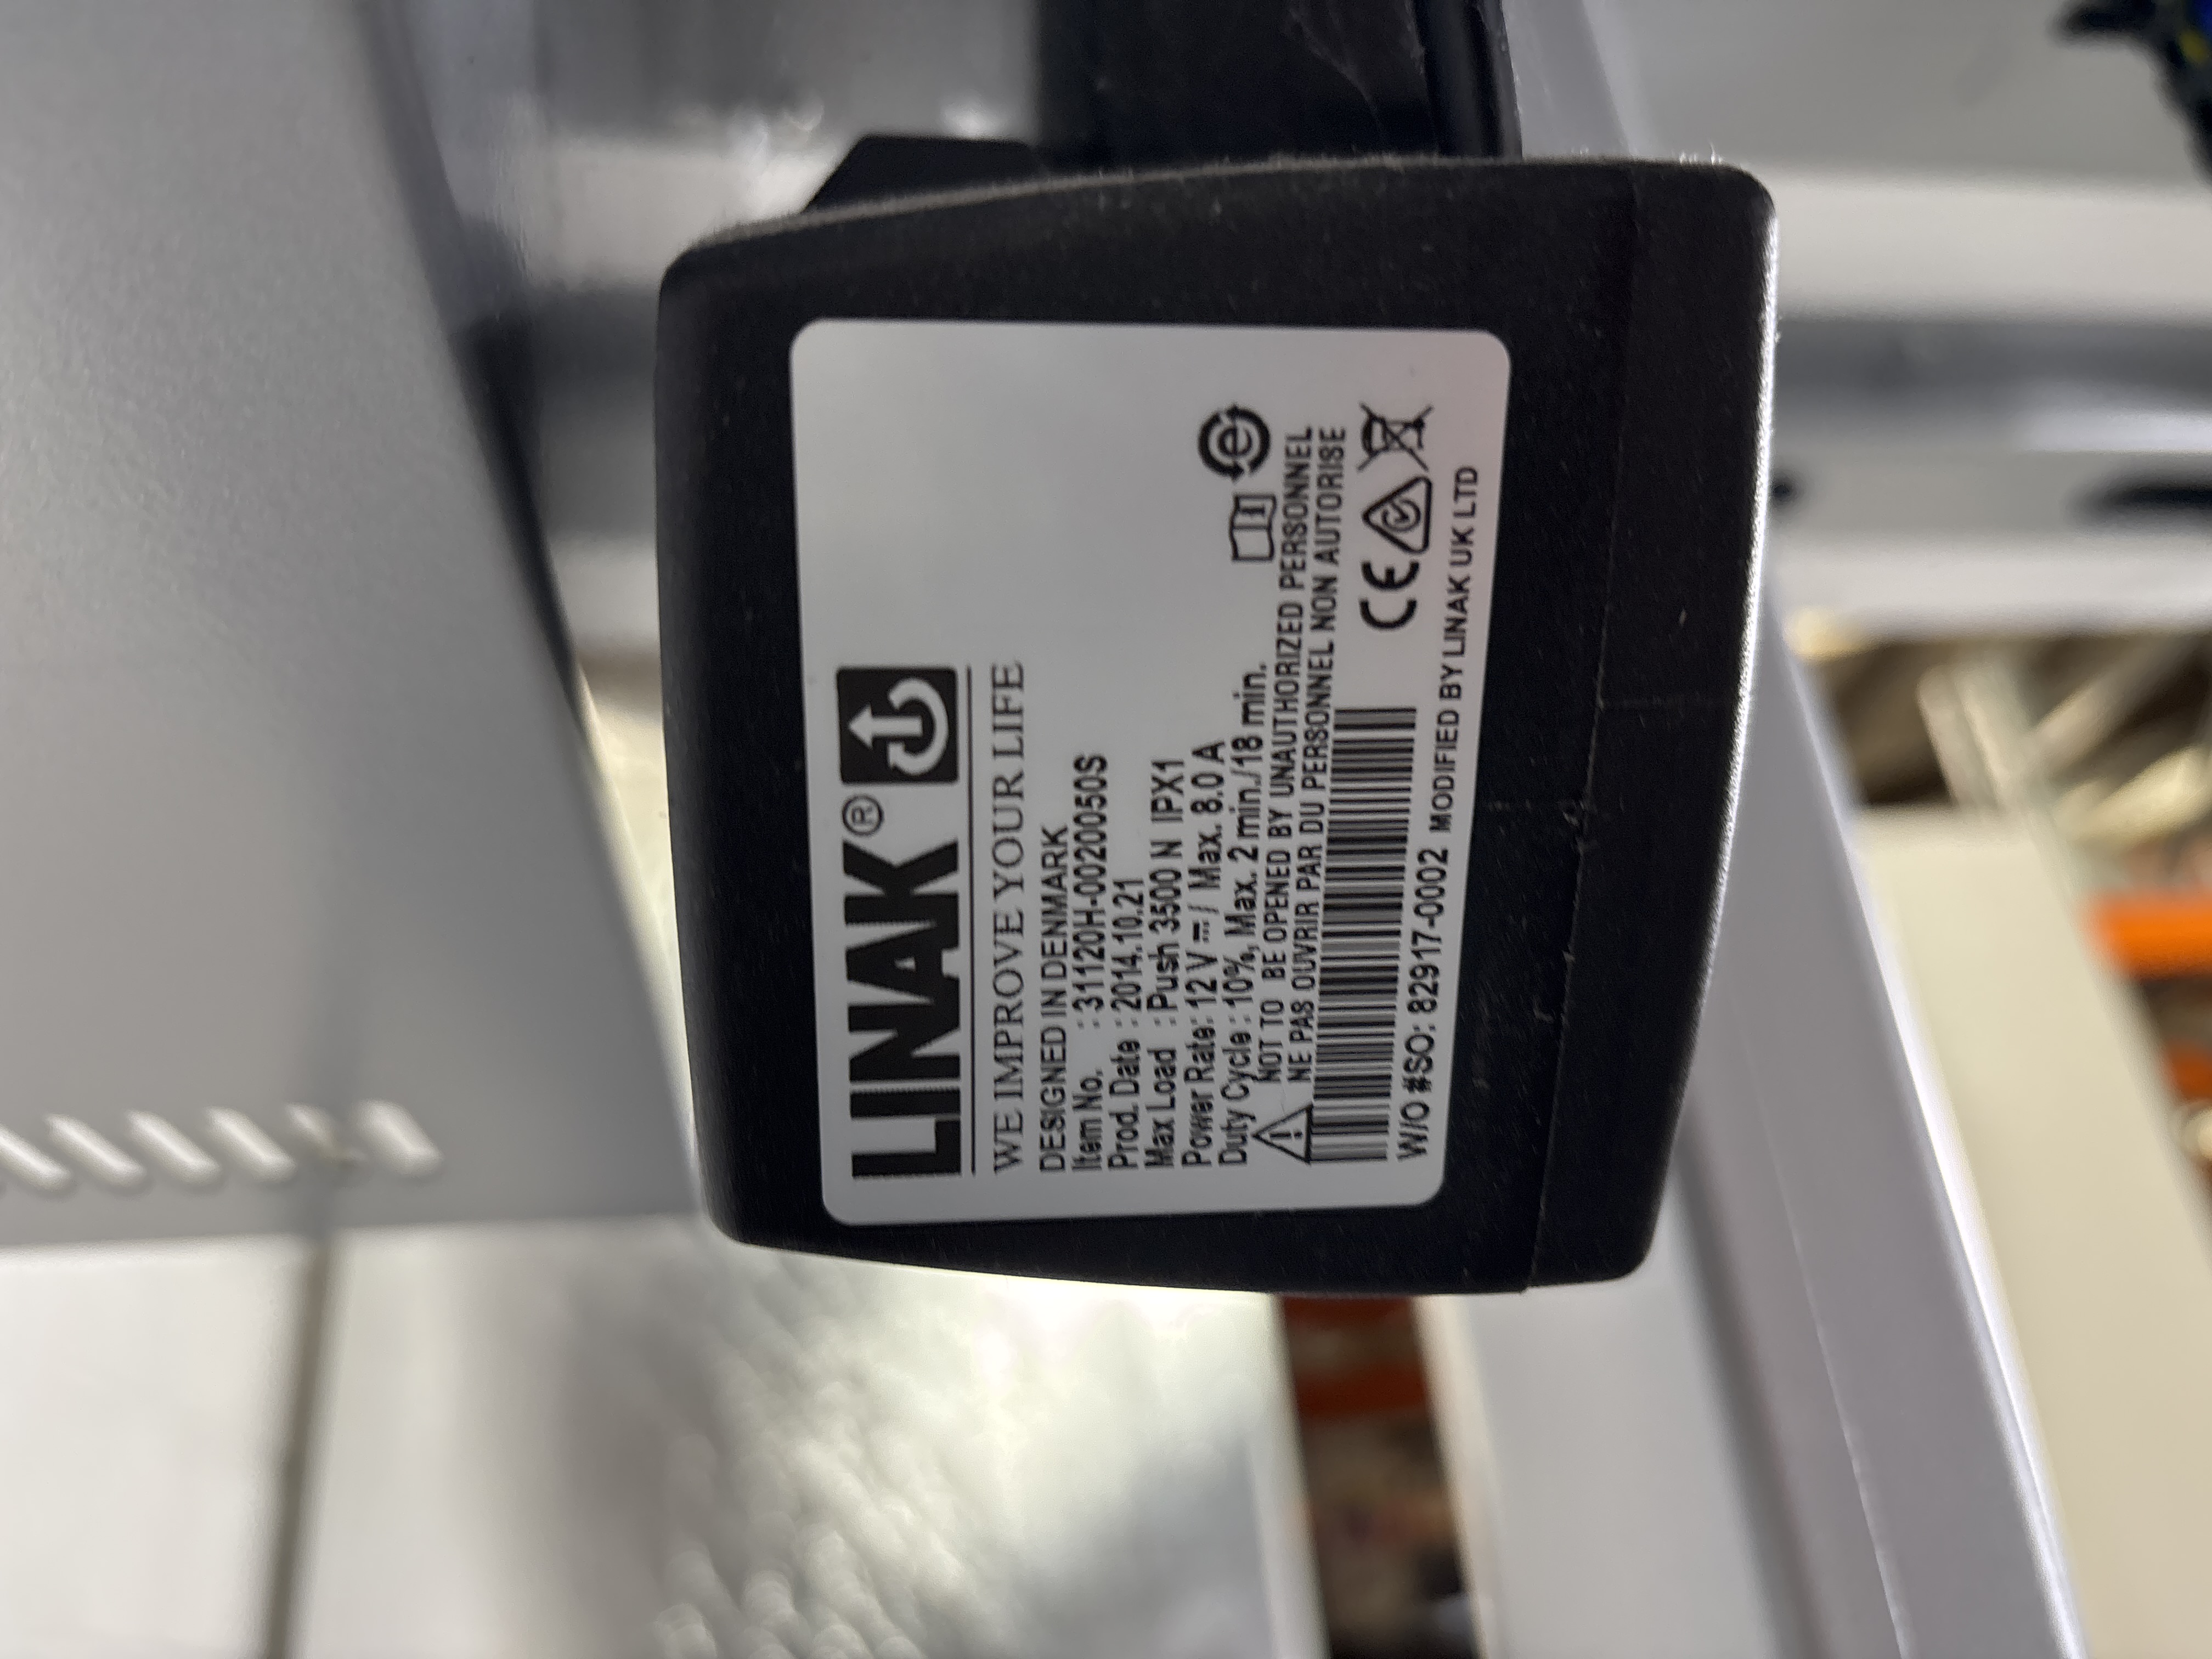 LINAK®
WE IMPROVE YOUR LIFE
DESIGNED IN DENMARK
Item No. : 31120H-0020050S
Prod. Date : 2014.10.21
Max Load : Push 3500 N IPX1
Power Rate: 12 V ⎓ / Max. 8.0 A
Duty Cycle : 10%, Max. 2 min./18 min.
NOT TO BE OPENED BY UNAUTHORIZED PERSONNEL
NE PAS OUVRIR PAR DU PERSONNEL NON AUTORISE
CE
W/O #SO: 82917-0002 MODIFIED BY LINAK UK LTD